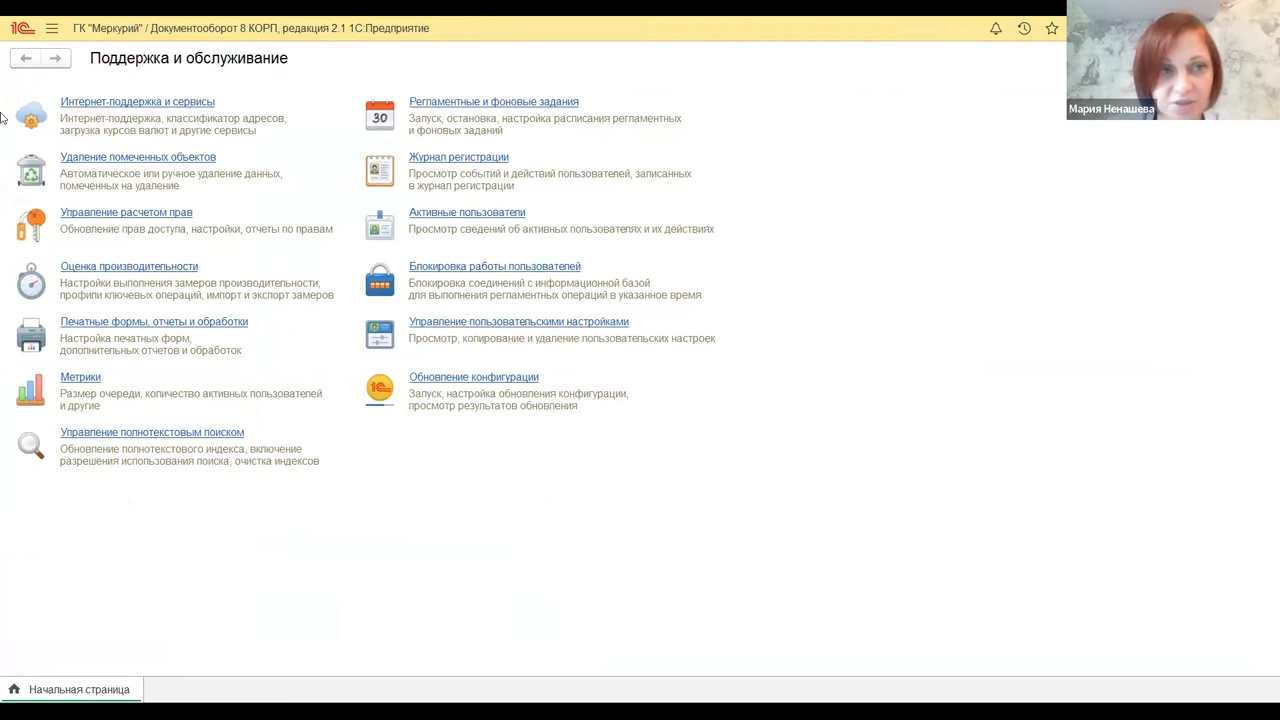 1С ГК "Меркурий" / Документооборот 8 КОРП, редакция 2.1 1С:Предприятие
Мария Ненашева
Поддержка и обслуживание
Интернет-поддержка и сервисы
Интернет-поддержка, классификатор адресов,
загрузка курсов валют и другие сервисы
Удаление помеченных объектов
Автоматическое или ручное удаление данных,
помеченных на удаление
Управление расчетом прав
Обновление прав доступа, настройки, отчеты по правам
Оценка производительности
Настройки выполнения замеров производительности,
профили ключевых операций, импорт и экспорт замеров
Печатные формы, отчеты и обработки
Настройка печатных форм,
дополнительных отчетов и обработок
Метрики
Размер очереди, количество активных пользователей
и другие
Управление полнотекстовым поиском
Обновление полнотекстового индекса, включение
разрешения использования поиска, очистка индексов
30
Регламентные и фоновые задания
Запуск, остановка, настройка расписания регламентных
и фоновых заданий
Журнал регистрации
Просмотр событий и действий пользователей, записанных
в журнал регистрации
Активные пользователи
Просмотр сведений об активных пользователях и их действиях
Блокировка работы пользователей
Блокировка соединений с информационной базой
для выполнения регламентных операций в указанное время
Управление пользовательскими настройками
Просмотр, копирование и удаление пользовательских настроек
1С
Обновление конфигурации
Запуск, настройка обновления конфигурации,
просмотр результатов обновления
Начальная страница